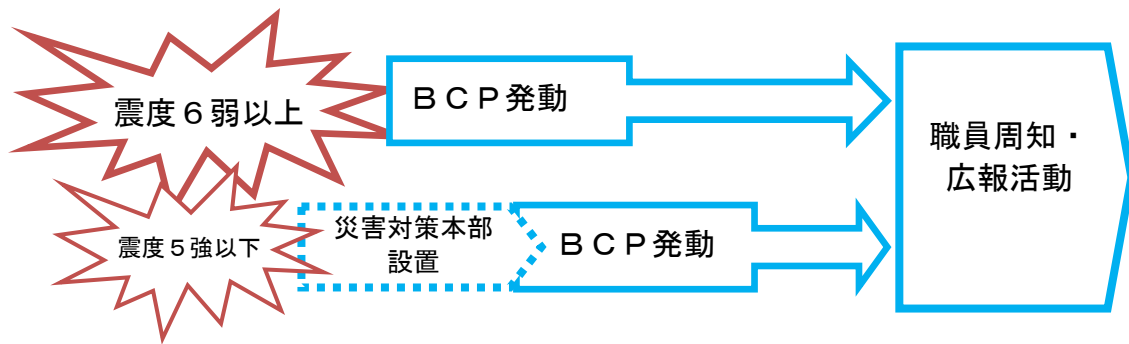 震度６弱以上
ＢＣＰ発動
職員周知・
広報活動
震度５強以下
災害対策本部
設置
ＢＣＰ発動